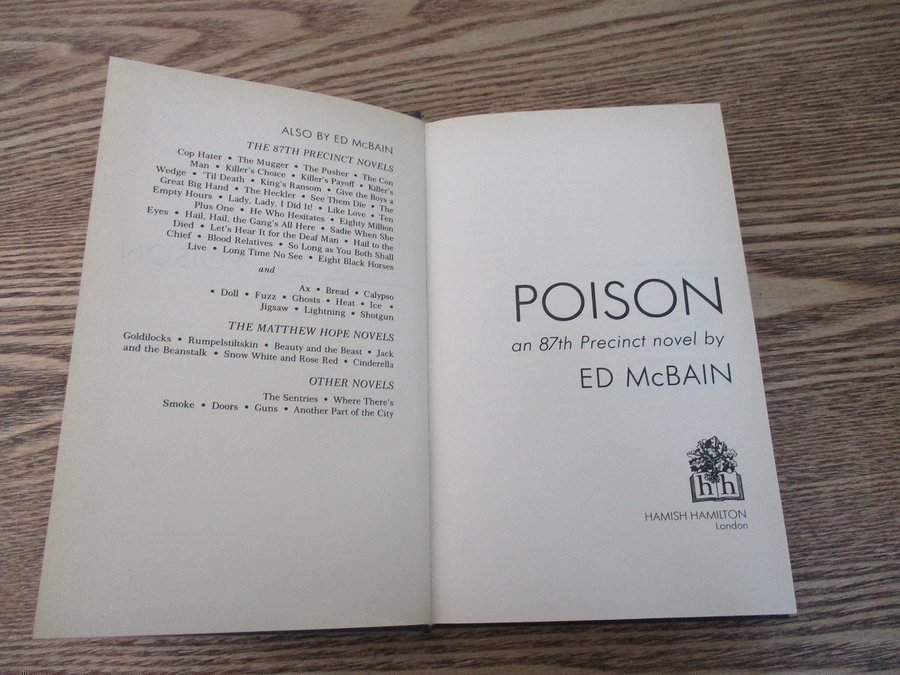 ALSO BY ED McBAIN
THE 87TH PRECINCT NOVELS
Cop Hater • The Mugger • The Pusher • The Con
Man • Killer's Choice • Killer's Payoff • Killer's
Wedge • 'Til Death • King's Ransom • Give the Boys a
Great Big Hand • The Heckler • See Them Die • The
Empty Hours • Lady, Lady, I Did It! • Like Love • Ten
Plus One • He Who Hesitates • Eighty Million
Eyes • Hail, Hail, the Gang's All Here • Sadie When She
Died • Let's Hear It for the Deaf Man • Hail to the
Chief • Blood Relatives • So Long as You Both Shall
Live • Long Time No See • Eight Black Horses
and
Ax • Bread • Calypso
• Doll • Fuzz • Ghosts • Heat • Ice •
Jigsaw • Lightning • Shotgun
THE MATTHEW HOPE NOVELS
Goldilocks • Rumpelstiltskin • Beauty and the Beast • Jack
and the Beanstalk • Snow White and Rose Red • Cinderella
OTHER NOVELS
The Sentries • Where There's
Smoke • Doors • Guns • Another Part of the City
POISON
an 87th Precinct novel by
ED McBAIN
hh
HAMISH HAMILTON
London